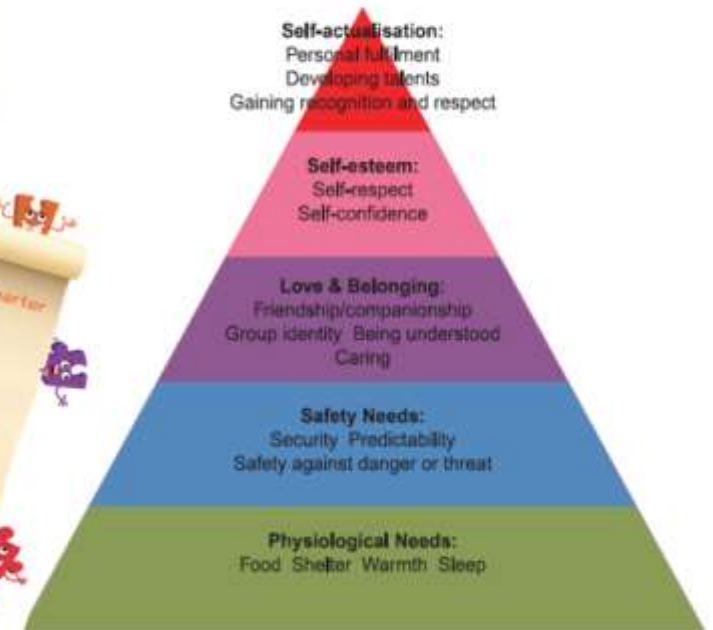 Self-actualisation:
Personal fulfilment
Developing talents
Gaining recognition and respect
Self-esteem:
Self-respect
Self-confidence
Love & Belonging:
Friendship/companionship
Group identity Being understood
Caring
Safety Needs:
Security Predictability
Safety against danger or threat
Physiological Needs:
Food Shelter Warmth Sleep